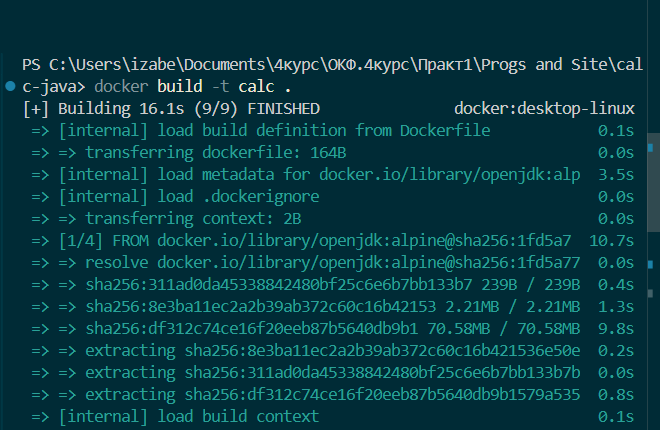 PS C:\Users\izabe\Documents\4курс\ОКФ.4курс\Практ1\Progs and Site\cal
c-java> docker build -t calc .
[+] Building 16.1s (9/9) FINISHED docker:desktop-linux
=> [internal] load build definition from Dockerfile 0.1s
=> => transferring dockerfile: 164B 0.0s
=> [internal] load metadata for docker.io/library/openjdk:alp 3.5s
=> [internal] load .dockerignore 0.0s
=> => transferring context: 2B 0.0s
=> [1/4] FROM docker.io/library/openjdk:alpine@sha256:1fd5a7 10.7s
=> => resolve docker.io/library/openjdk:alpine@sha256:1fd5a77 0.0s
=> => sha256:311ad0da45338842480bf25c6e6b7bb133b7 239B / 239B 0.4s
=> => sha256:8e3ba11ec2a2b39ab372c60c16b42153 2.21MB / 2.21MB 1.3s
=> => sha256:df312c74ce16f20eeb87b5640db9b1 70.58MB / 70.58MB 9.8s
=> => extracting sha256:8e3ba11ec2a2b39ab372c60c16b421536e50e 0.2s
=> => extracting sha256:311ad0da45338842480bf25c6e6b7bb133b7b 0.0s
=> => extracting sha256:df312c74ce16f20eeb87b5640db9b1579a535 0.8s
=> [internal] load build context 0.1s